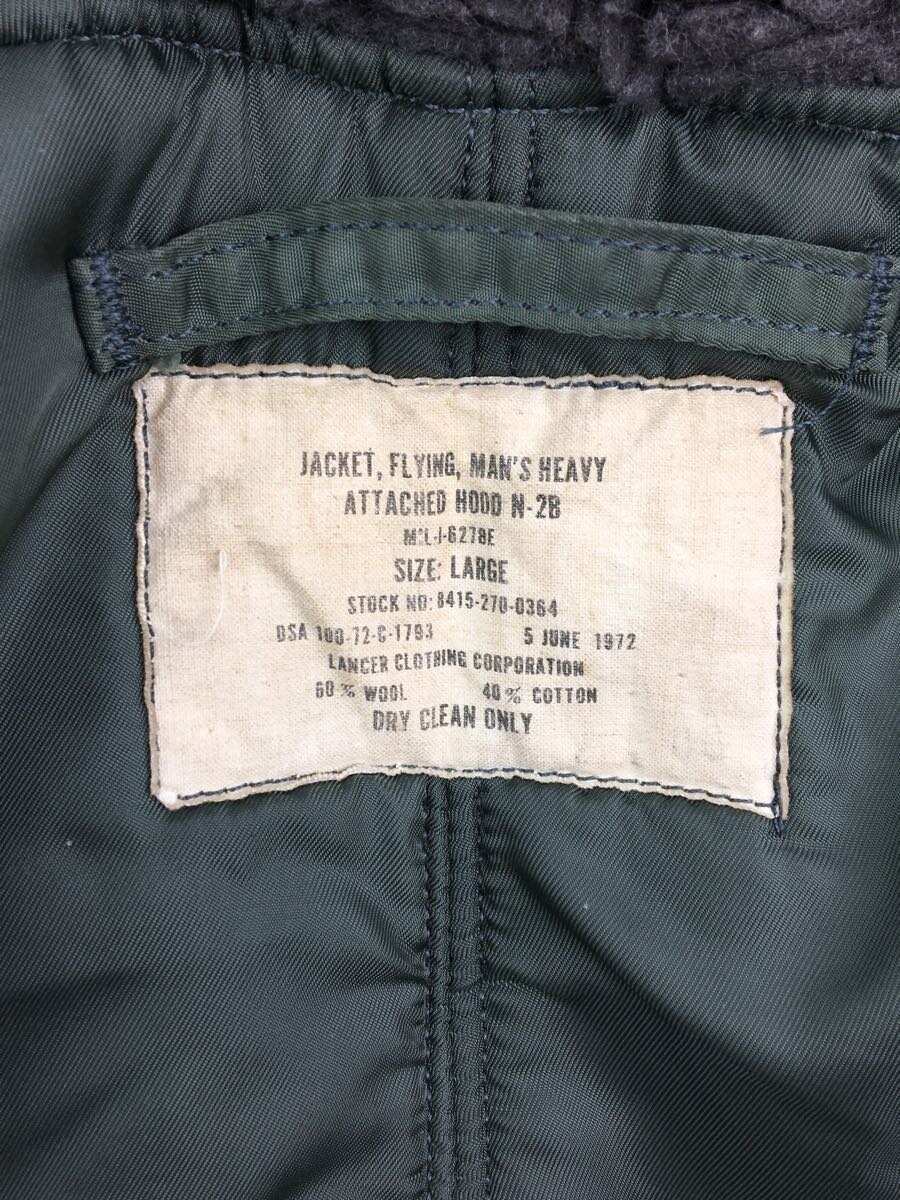 JACKET, FLYING, MAN'S HEAVY
ATTACHED HOOD N-2B
MIL-J-6278E
SIZE: LARGE
STOCK NO: 8415-270-0364
DSA 100-72-C-1793 5 JUNE 1972
LANCER CLOTHING CORPORATION
60% WOOL 40% COTTON
DRY CLEAN ONLY